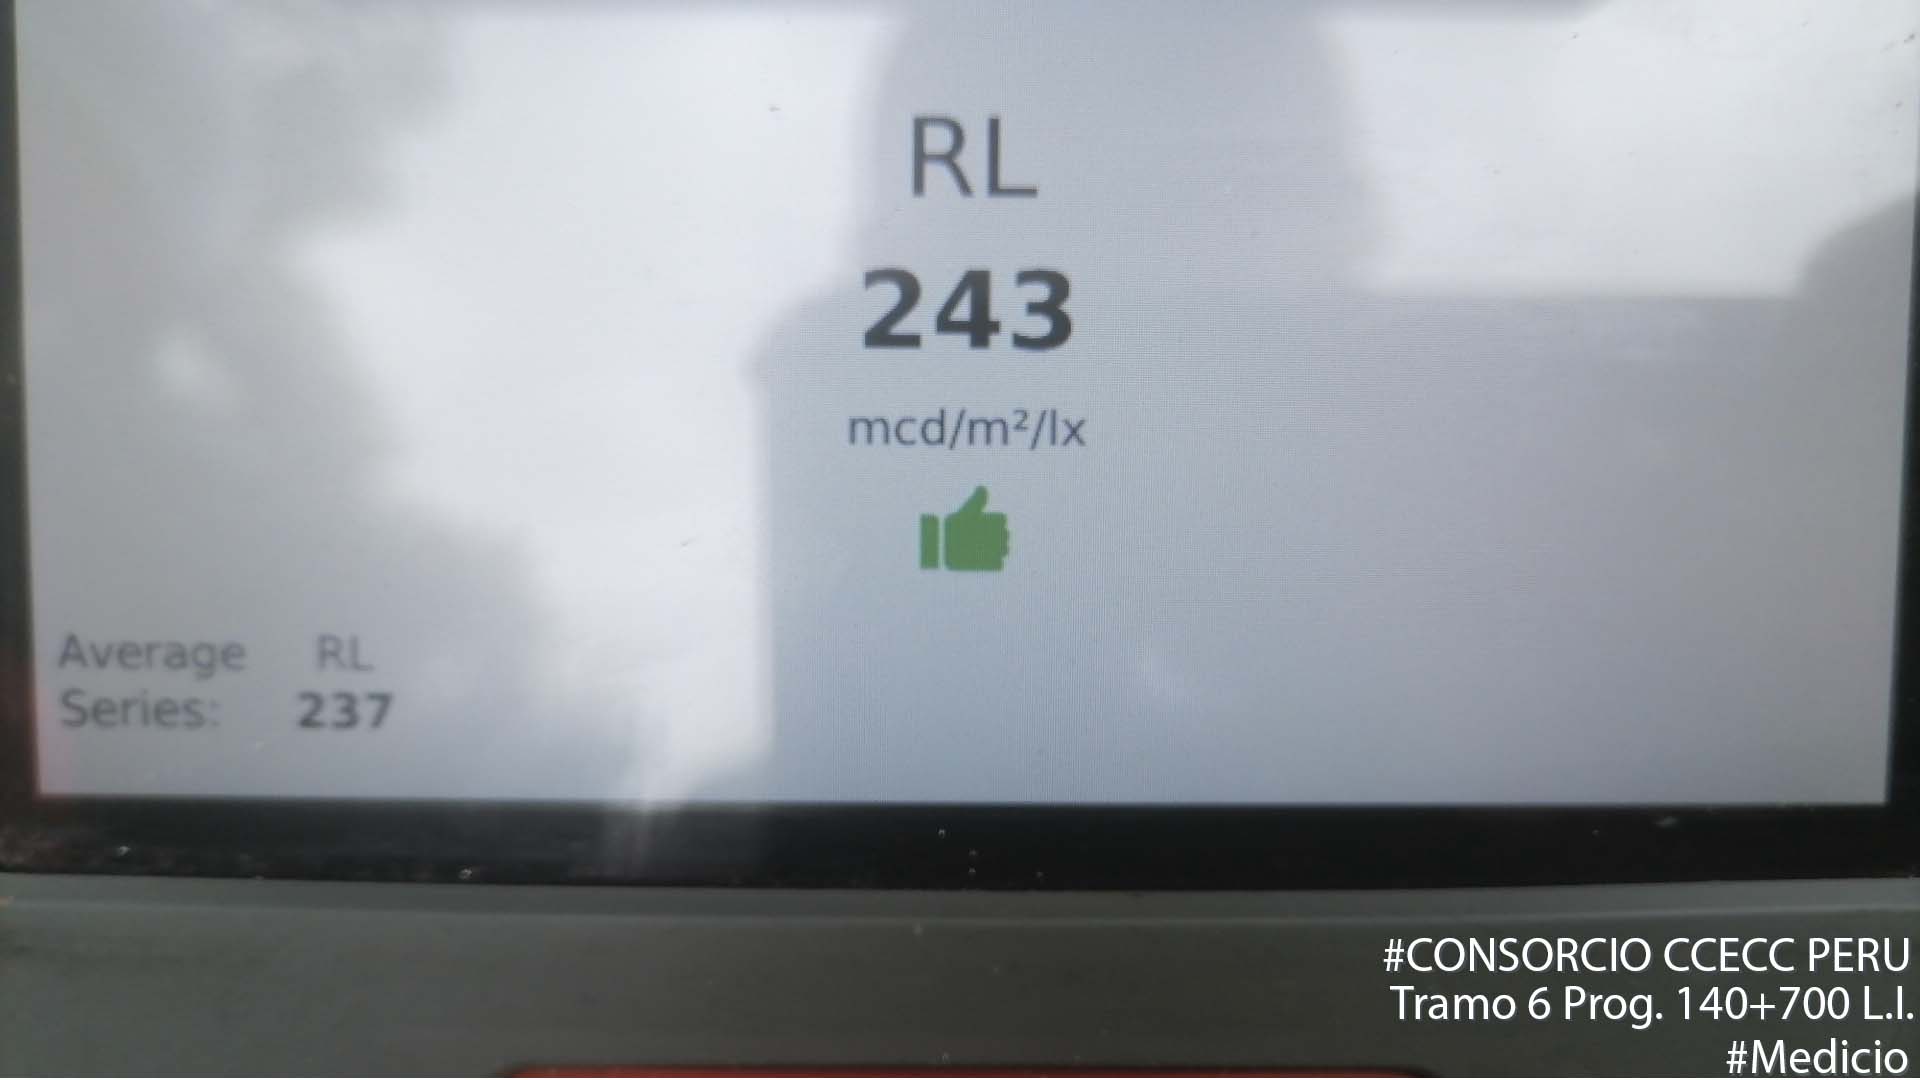 RL
243
mcd/m²/lx
Average RL
Series: 237
#CONSORCIO CCECC PERU
Tramo 6 Prog. 140+700 L.I.
#Medicio